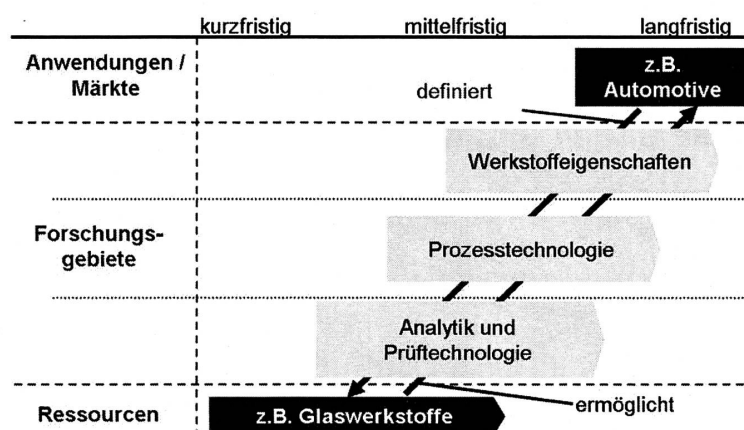 kurzfristig mittelfristig langfristig
Anwendungen /
Märkte
z.B.
Automotive
definiert
Werkstoffeigenschaften
Forschungs-
gebiete
Prozesstechnologie
Analytik und
Prüftechnologie
ermöglicht
Ressourcen
z.B. Glaswerkstoffe